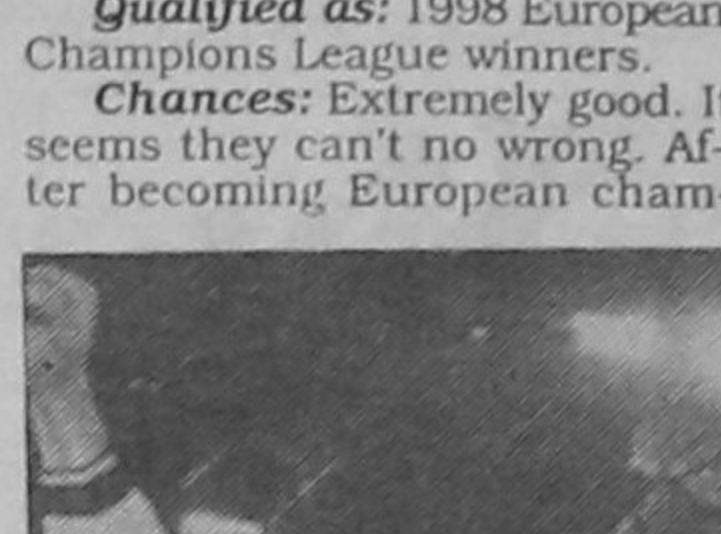 Qualified as: 1998 European
Champions League winners.
Chances: Extremely good. It
seems they can't no wrong. Af-
ter becoming European cham-